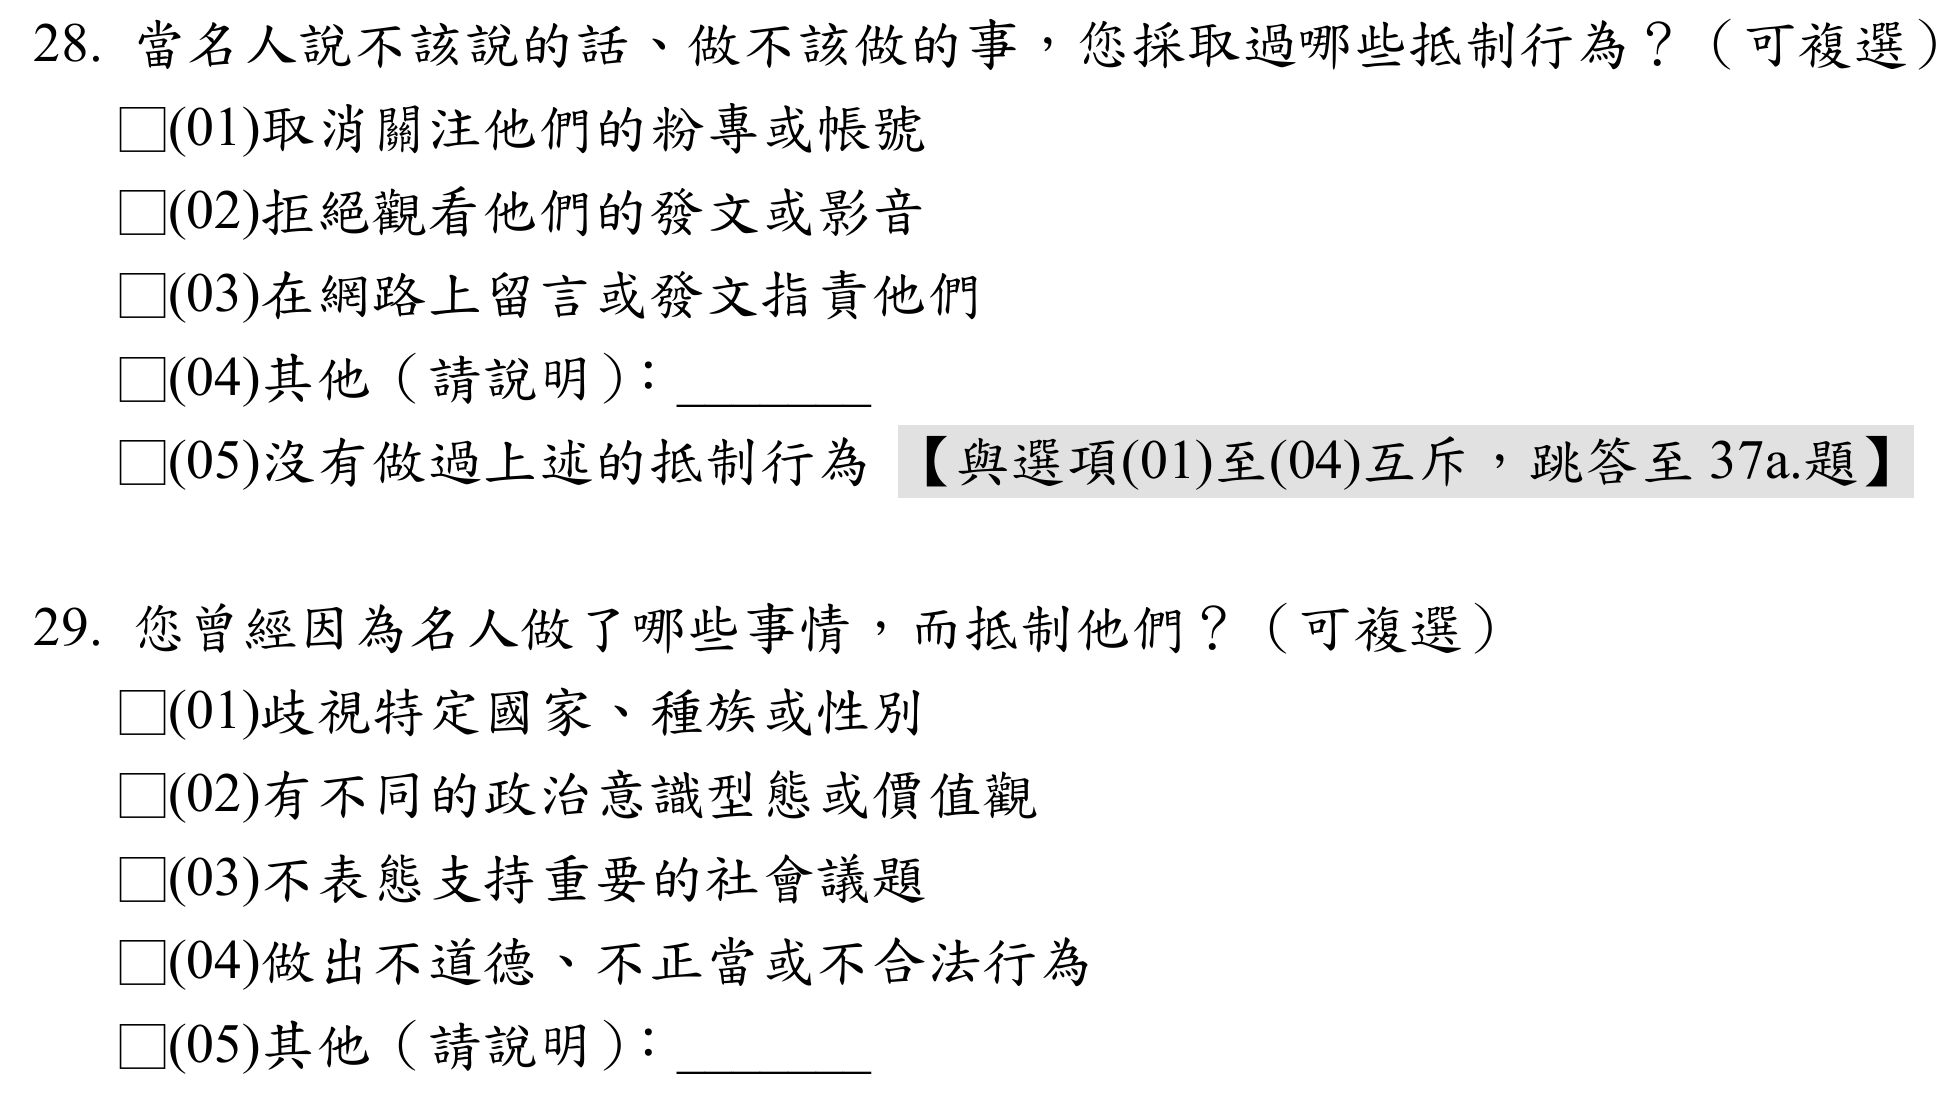 28. 當名人說不該說的話、做不該做的事，您採取過哪些抵制行為？（可複選）
□(01)取消關注他們的粉專或帳號
□(02)拒絕觀看他們的發文或影音
□(03)在網路上留言或發文指責他們
□(04)其他（請說明）：_______
□(05)沒有做過上述的抵制行為 【與選項(01)至(04)互斥，跳答至 37a.題】
29. 您曾經因為名人做了哪些事情，而抵制他們？（可複選）
□(01)歧視特定國家、種族或性別
□(02)有不同的政治意識型態或價值觀
□(03)不表態支持重要的社會議題
□(04)做出不道德、不正當或不合法行為
□(05)其他（請說明）：_______